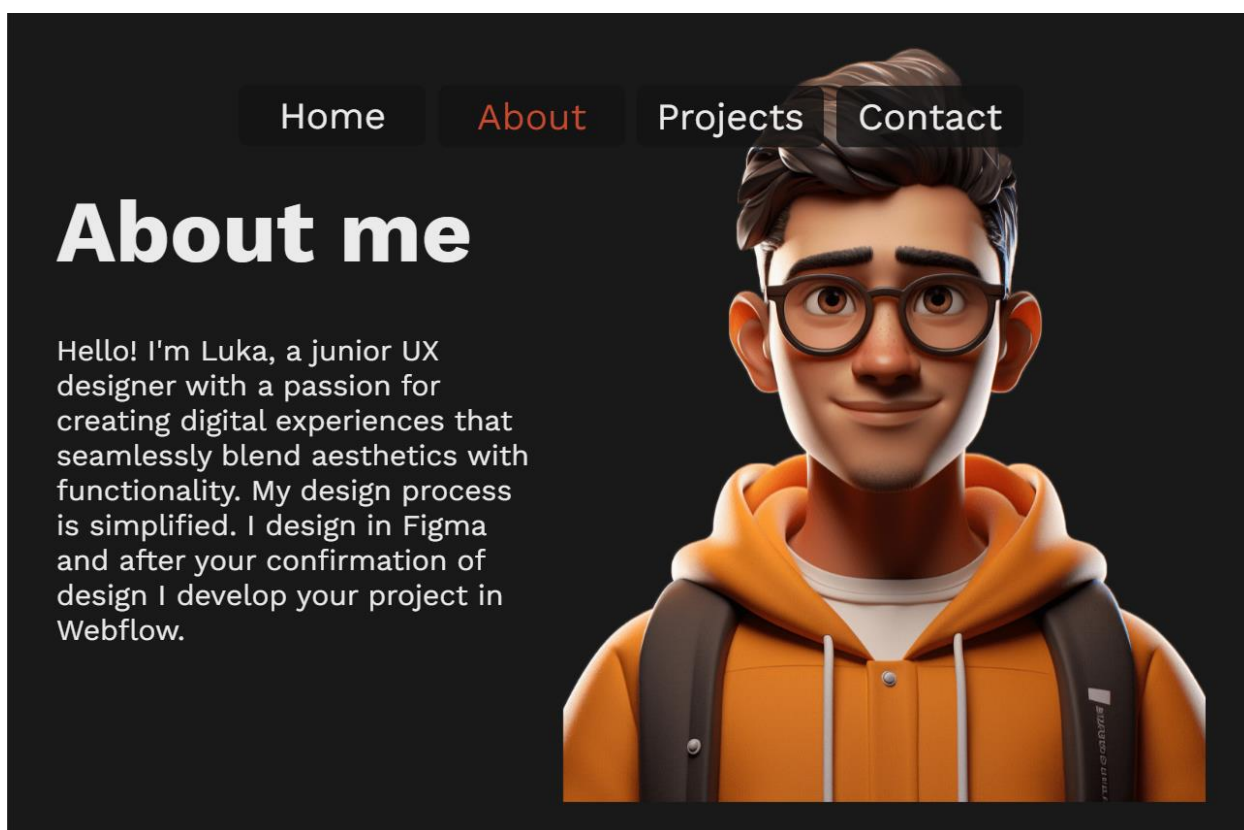 Home
About
Projects
Contact
About me
Hello! I'm Luka, a junior UX
designer with a passion for
creating digital experiences that
seamlessly blend aesthetics with
functionality. My design process
is simplified. I design in Figma
and after your confirmation of
design I develop your project in
Webflow.